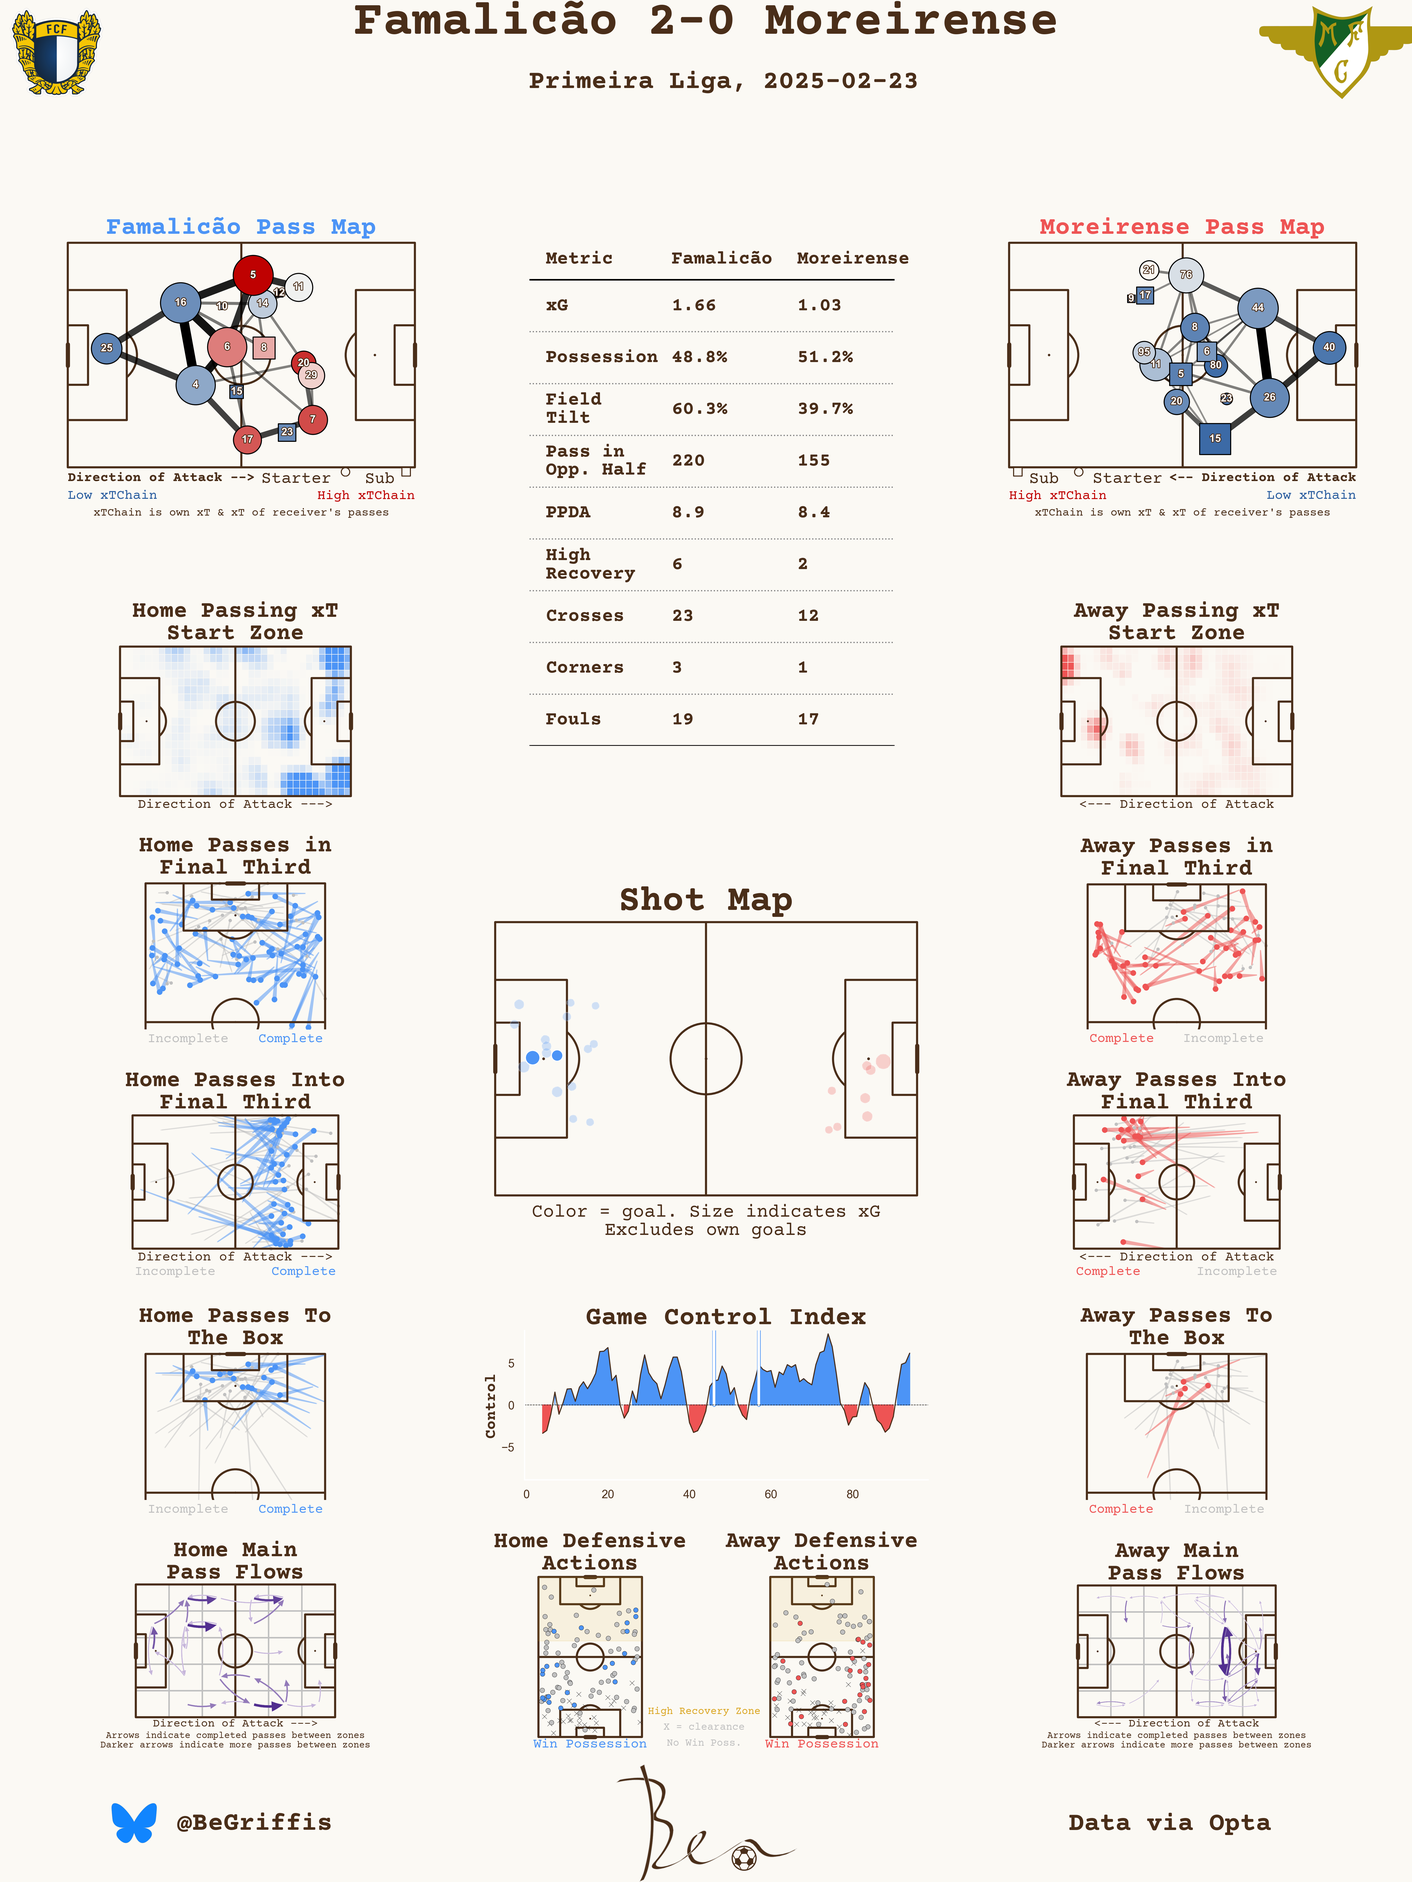 Famalicão 2-0 Moreirense
Primeira Liga, 2025-02-23
FCF
M F C
Famalicão Pass Map
5
11
12
16
10
14
25
6
8
20
29
4
15
7
23
17
Direction of Attack --> Starter Sub
Low xTChain High xTChain
xTChain is own xT & xT of receiver's passes
Metric Famalicão Moreirense
xG 1.66 1.03
Possession 48.8% 51.2%
Field
Tilt 60.3% 39.7%
Pass in
Opp. Half 220 155
PPDA 8.9 8.4
High
Recovery 6 2
Crosses 23 12
Corners 3 1
Fouls 19 17
Moreirense Pass Map
21
76
9
17
44
8
95
6
40
11
5
80
20
23
26
15
Sub Starter <-- Direction of Attack
High xTChain Low xTChain
xTChain is own xT & xT of receiver's passes
Home Passing xT
Start Zone
Direction of Attack --->
Away Passing xT
Start Zone
<--- Direction of Attack
Home Passes in
Final Third
Incomplete Complete
Away Passes in
Final Third
Complete Incomplete
Shot Map
Color = goal. Size indicates xG
Excludes own goals
Home Passes Into
Final Third
Direction of Attack --->
Incomplete Complete
Away Passes Into
Final Third
<--- Direction of Attack
Complete Incomplete
Home Passes To
The Box
Incomplete Complete
Game Control Index
Control
5
0
−5
0 20 40 60 80
Away Passes To
The Box
Complete Incomplete
Home Main
Pass Flows
Direction of Attack --->
Arrows indicate completed passes between zones
Darker arrows indicate more passes between zones
Home Defensive
Actions
Win Possession
Away Defensive
Actions
Win Possession
High Recovery Zone
X = clearance
No Win Poss.
Away Main
Pass Flows
<--- Direction of Attack
Arrows indicate completed passes between zones
Darker arrows indicate more passes between zones
@BeGriffis
Ben
Data via Opta